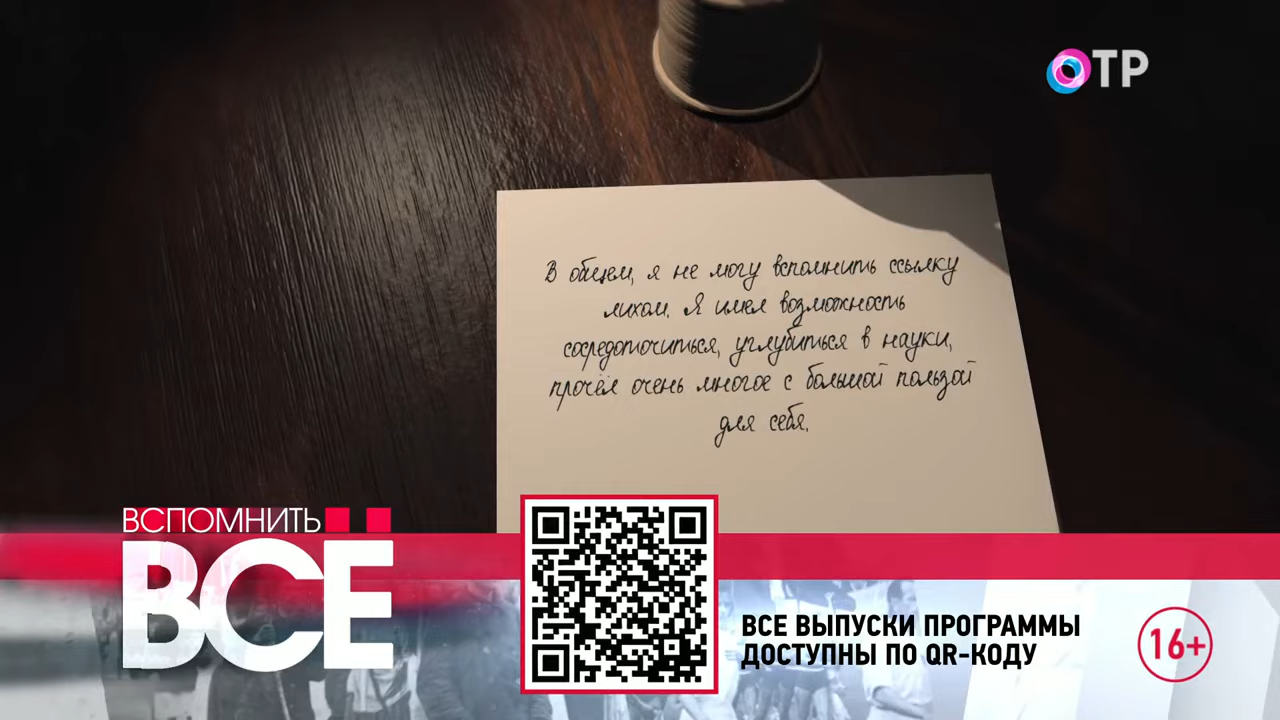 ОТР
В общем, я не могу вспомнить ссылку
лихом. Я имел возможность
сосредоточиться, углубиться в науки,
прочёл очень многое с большой пользой
для себя.
ВСПОМНИТЬ
ВСЁ
ВСЕ ВЫПУСКИ ПРОГРАММЫ
ДОСТУПНЫ ПО QR-КОДУ
16+